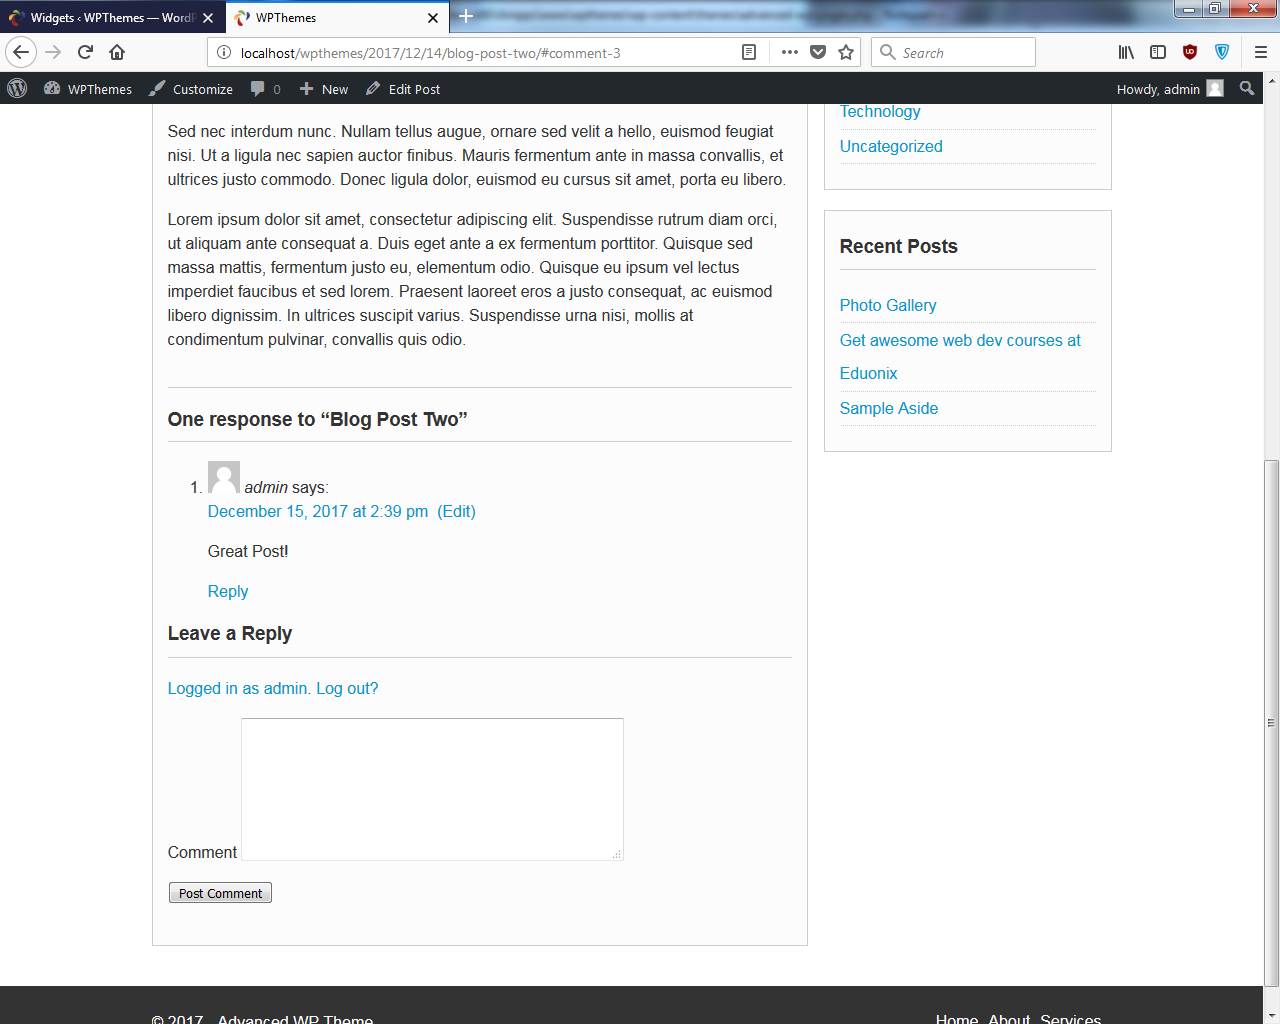 Widgets ‹ WPThemes — WordP
WPThemes
localhost/wpthemes/2017/12/14/blog-post-two/#comment-3
Search
WPThemes
Customize
0
New
Edit Post
Howdy, admin
Sed nec interdum nunc. Nullam tellus augue, ornare sed velit a hello, euismod feugiat
nisi. Ut a ligula nec sapien auctor finibus. Mauris fermentum ante in massa convallis, et
ultrices justo commodo. Donec ligula dolor, euismod eu cursus sit amet, porta eu libero.
Lorem ipsum dolor sit amet, consectetur adipiscing elit. Suspendisse rutrum diam orci,
ut aliquam ante consequat a. Duis eget ante a ex fermentum porttitor. Quisque sed
massa mattis, fermentum justo eu, elementum odio. Quisque eu ipsum vel lectus
imperdiet faucibus et sed lorem. Praesent laoreet eros a justo consequat, ac euismod
libero dignissim. In ultrices suscipit varius. Suspendisse urna nisi, mollis at
condimentum pulvinar, convallis quis odio.
One response to “Blog Post Two”
1. admin says:
December 15, 2017 at 2:39 pm (Edit)
Great Post!
Reply
Leave a Reply
Logged in as admin. Log out?
Comment
Post Comment
Technology
Uncategorized
Recent Posts
Photo Gallery
Get awesome web dev courses at
Eduonix
Sample Aside
© 2017 - Advanced WP Theme
Home About Services